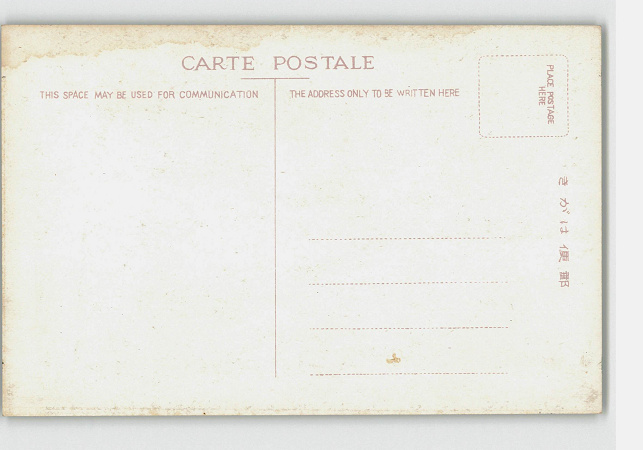 CARTE POSTALE
THIS SPACE MAY BE USED FOR COMMUNICATION
THE ADDRESS ONLY TO BE WRITTEN HERE
PLACE POSTAGE
HERE
きがは便郵